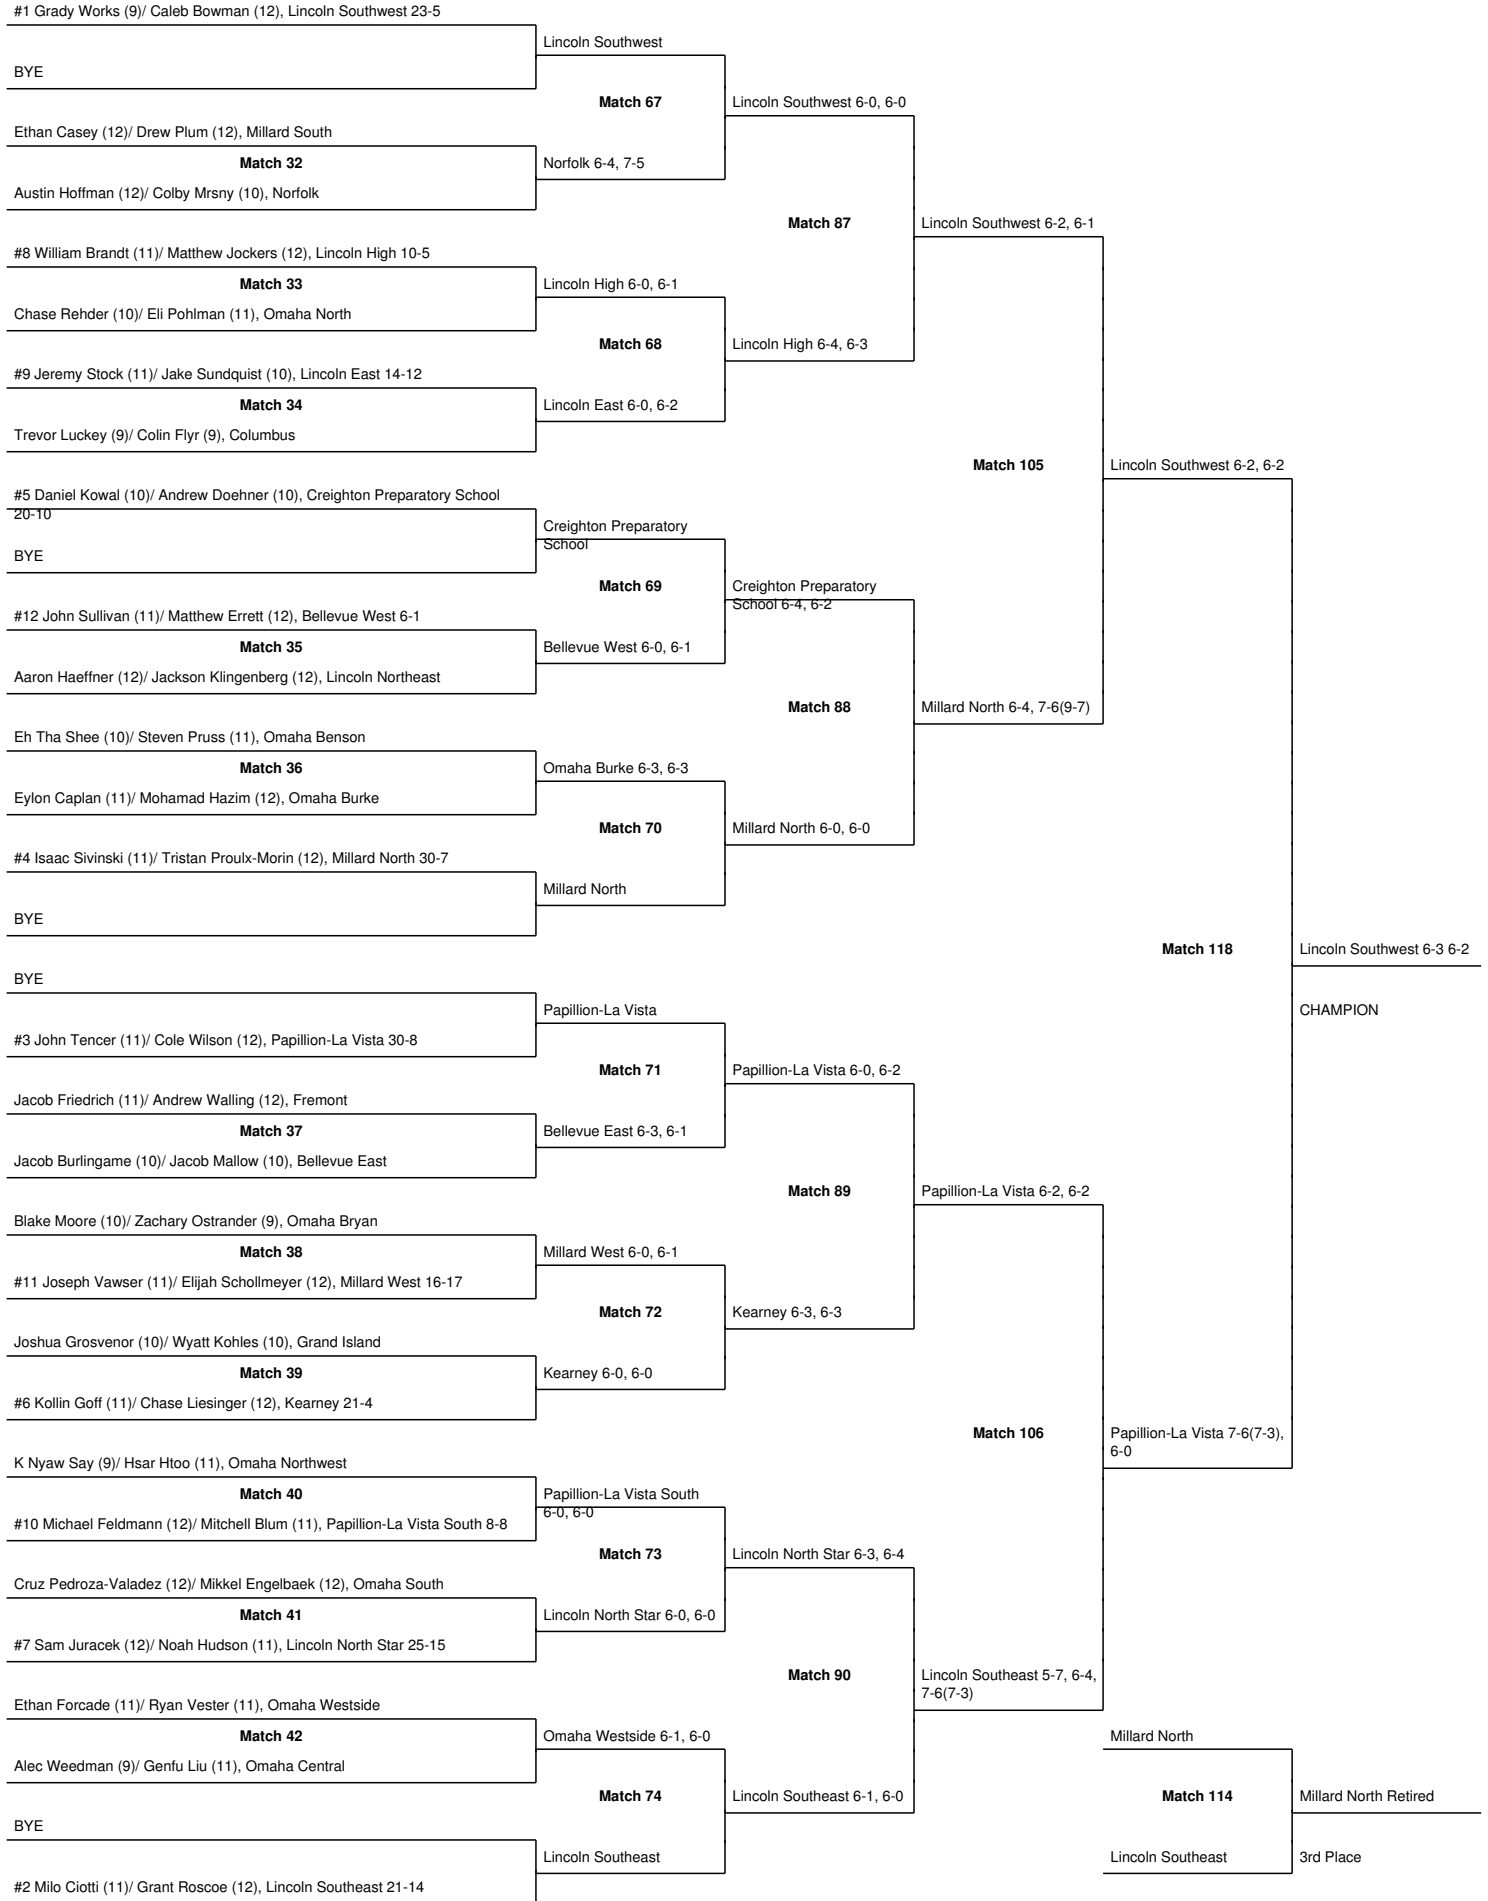 #1 Grady Works (9)/ Caleb Bowman (12), Lincoln Southwest 23-5
Lincoln Southwest
BYE
Match 67
Lincoln Southwest 6-0, 6-0
Ethan Casey (12)/ Drew Plum (12), Millard South
Match 32
Norfolk 6-4, 7-5
Austin Hoffman (12)/ Colby Mrsny (10), Norfolk
Match 87
Lincoln Southwest 6-2, 6-1
#8 William Brandt (11)/ Matthew Jockers (12), Lincoln High 10-5
Match 33
Lincoln High 6-0, 6-1
Chase Rehder (10)/ Eli Pohlman (11), Omaha North
Match 68
Lincoln High 6-4, 6-3
#9 Jeremy Stock (11)/ Jake Sundquist (10), Lincoln East 14-12
Match 34
Lincoln East 6-0, 6-2
Trevor Luckey (9)/ Colin Flyr (9), Columbus
Match 105
Lincoln Southwest 6-2, 6-2
#5 Daniel Kowal (10)/ Andrew Doehner (10), Creighton Preparatory School
20-10
Creighton Preparatory
School
BYE
Match 69
Creighton Preparatory
School 6-4, 6-2
#12 John Sullivan (11)/ Matthew Errett (12), Bellevue West 6-1
Match 35
Bellevue West 6-0, 6-1
Aaron Haeffner (12)/ Jackson Klingenberg (12), Lincoln Northeast
Match 88
Millard North 6-4, 7-6(9-7)
Eh Tha Shee (10)/ Steven Pruss (11), Omaha Benson
Match 36
Omaha Burke 6-3, 6-3
Eylon Caplan (11)/ Mohamad Hazim (12), Omaha Burke
Match 70
Millard North 6-0, 6-0
#4 Isaac Sivinski (11)/ Tristan Proulx-Morin (12), Millard North 30-7
Millard North
BYE
Match 118
Lincoln Southwest 6-3 6-2
BYE
CHAMPION
Papillion-La Vista
#3 John Tencer (11)/ Cole Wilson (12), Papillion-La Vista 30-8
Match 71
Papillion-La Vista 6-0, 6-2
Jacob Friedrich (11)/ Andrew Walling (12), Fremont
Match 37
Bellevue East 6-3, 6-1
Jacob Burlingame (10)/ Jacob Mallow (10), Bellevue East
Match 89
Papillion-La Vista 6-2, 6-2
Blake Moore (10)/ Zachary Ostrander (9), Omaha Bryan
Match 38
Millard West 6-0, 6-1
#11 Joseph Vawser (11)/ Elijah Schollmeyer (12), Millard West 16-17
Match 72
Kearney 6-3, 6-3
Joshua Grosvenor (10)/ Wyatt Kohles (10), Grand Island
Match 39
Kearney 6-0, 6-0
#6 Kollin Goff (11)/ Chase Liesinger (12), Kearney 21-4
Match 106
Papillion-La Vista 7-6(7-3),
6-0
K Nyaw Say (9)/ Hsar Htoo (11), Omaha Northwest
Match 40
Papillion-La Vista South
6-0, 6-0
#10 Michael Feldmann (12)/ Mitchell Blum (11), Papillion-La Vista South 8-8
Match 73
Lincoln North Star 6-3, 6-4
Cruz Pedroza-Valadez (12)/ Mikkel Engelbaek (12), Omaha South
Match 41
Lincoln North Star 6-0, 6-0
#7 Sam Juracek (12)/ Noah Hudson (11), Lincoln North Star 25-15
Match 90
Lincoln Southeast 5-7, 6-4,
7-6(7-3)
Ethan Forcade (11)/ Ryan Vester (11), Omaha Westside
Match 42
Omaha Westside 6-1, 6-0
Millard North
Alec Weedman (9)/ Genfu Liu (11), Omaha Central
Match 74
Lincoln Southeast 6-1, 6-0
Match 114
Millard North Retired
BYE
Lincoln Southeast
Lincoln Southeast
3rd Place
#2 Milo Ciotti (11)/ Grant Roscoe (12), Lincoln Southeast 21-14